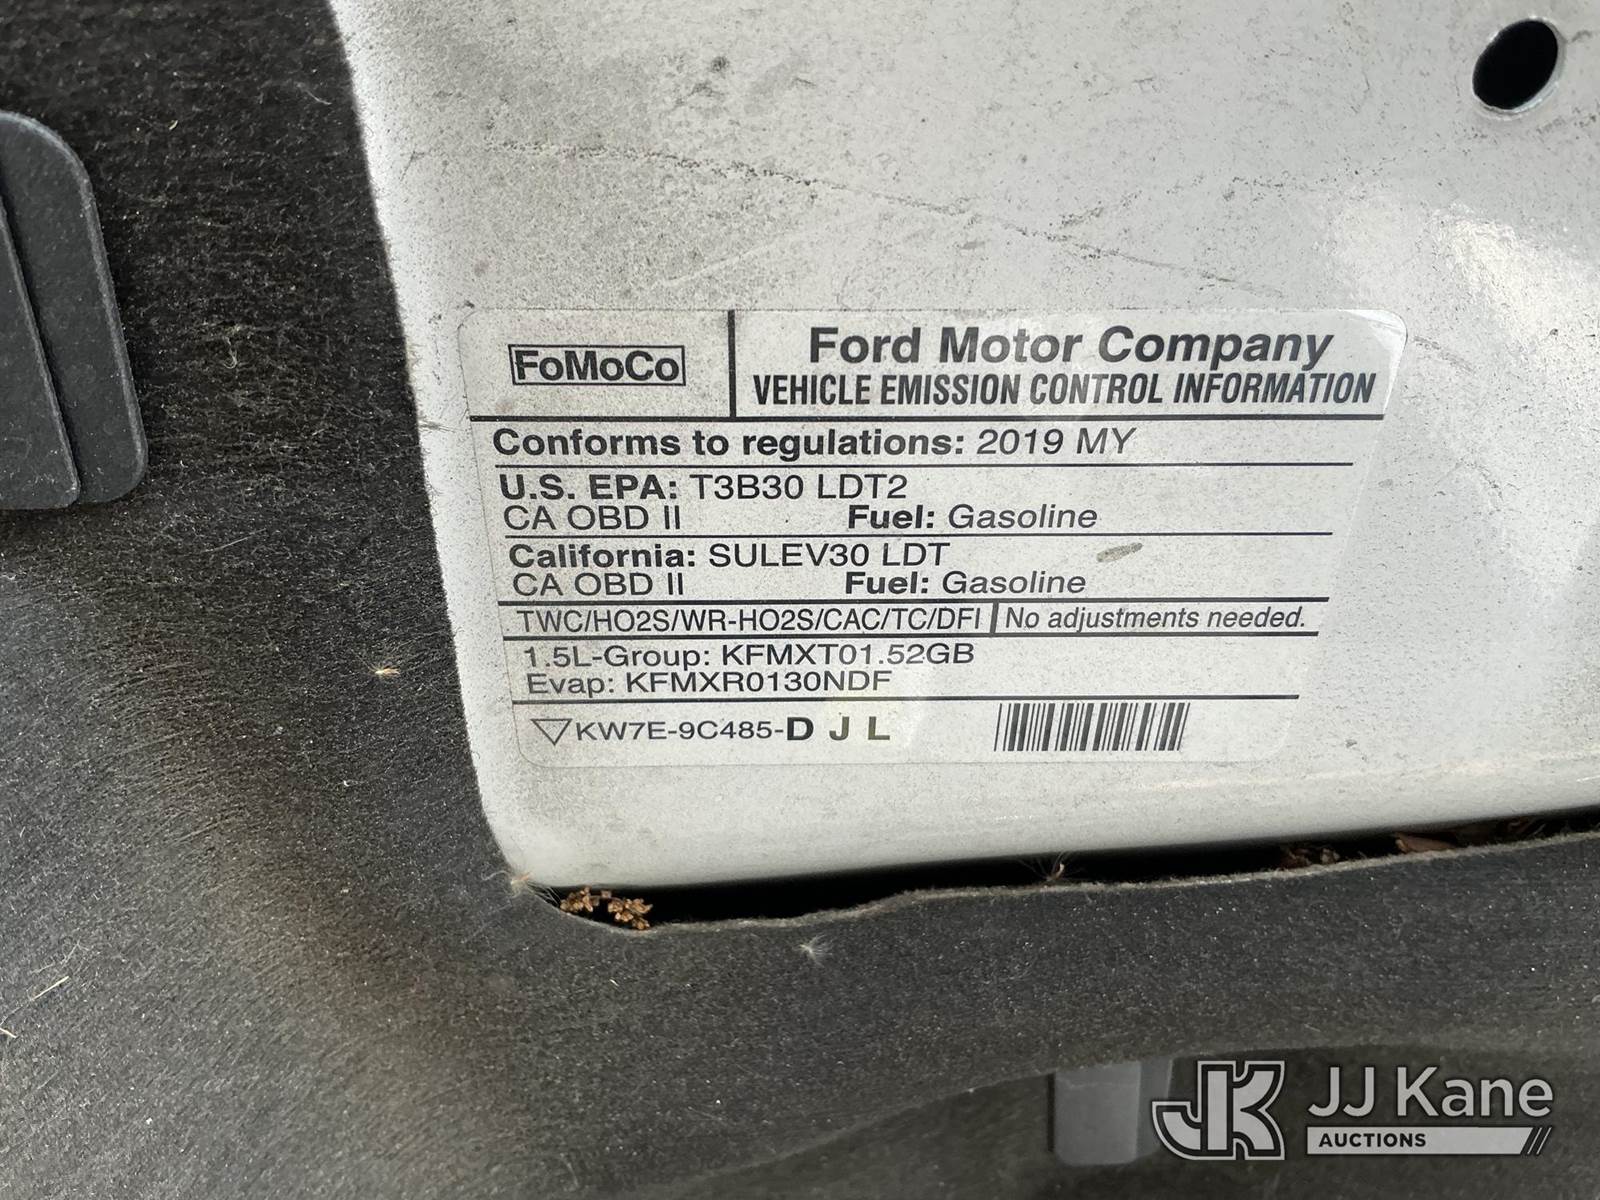 FoMoCo
Ford Motor Company
VEHICLE EMISSION CONTROL INFORMATION
Conforms to regulations: 2019 MY
U.S. EPA: T3B30 LDT2
CA OBD II Fuel: Gasoline
California: SULEV30 LDT
CA OBD II Fuel: Gasoline
TWC/HO2S/WR-HO2S/CAC/TC/DFI No adjustments needed.
1.5L-Group: KFMXT01.52GB
Evap: KFMXR0130NDF
KW7E-9C485-D J L
JK JJ Kane
AUCTIONS